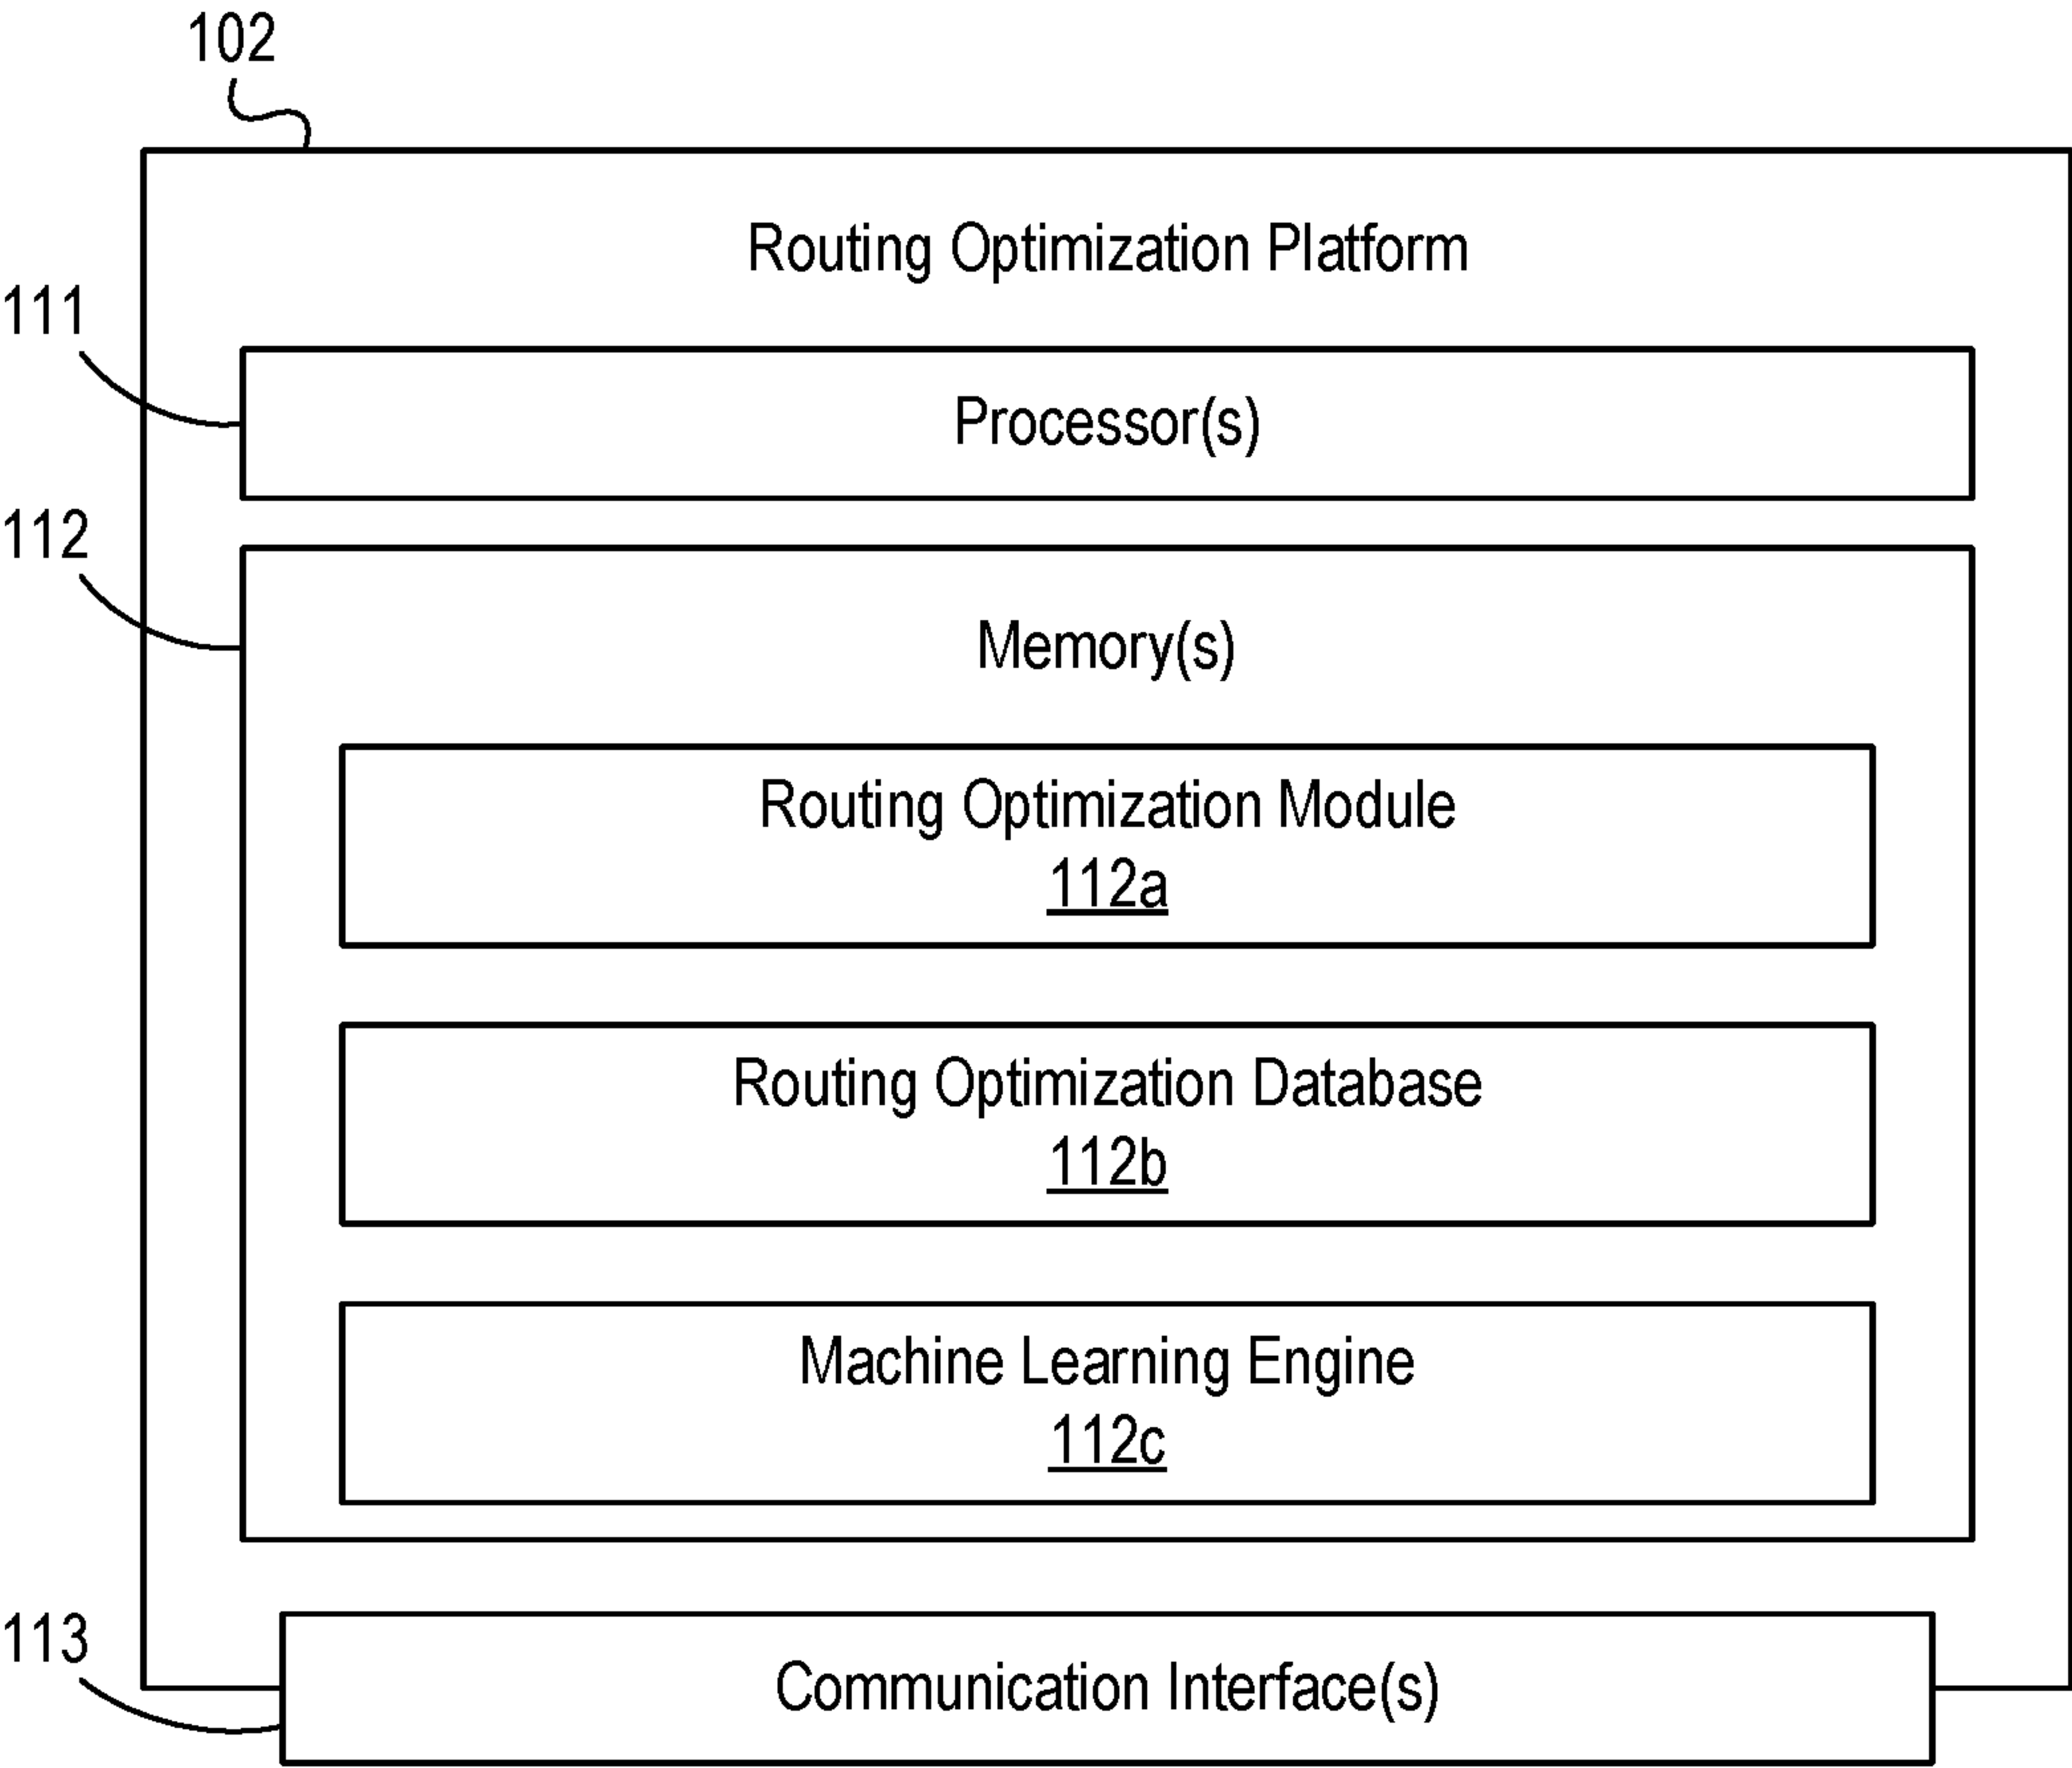 102
Routing Optimization Platform
111
Processor(s)
112
Memory(s)
Routing Optimization Module
112a
Routing Optimization Database
112b
Machine Learning Engine
112c
113
Communication Interface(s)